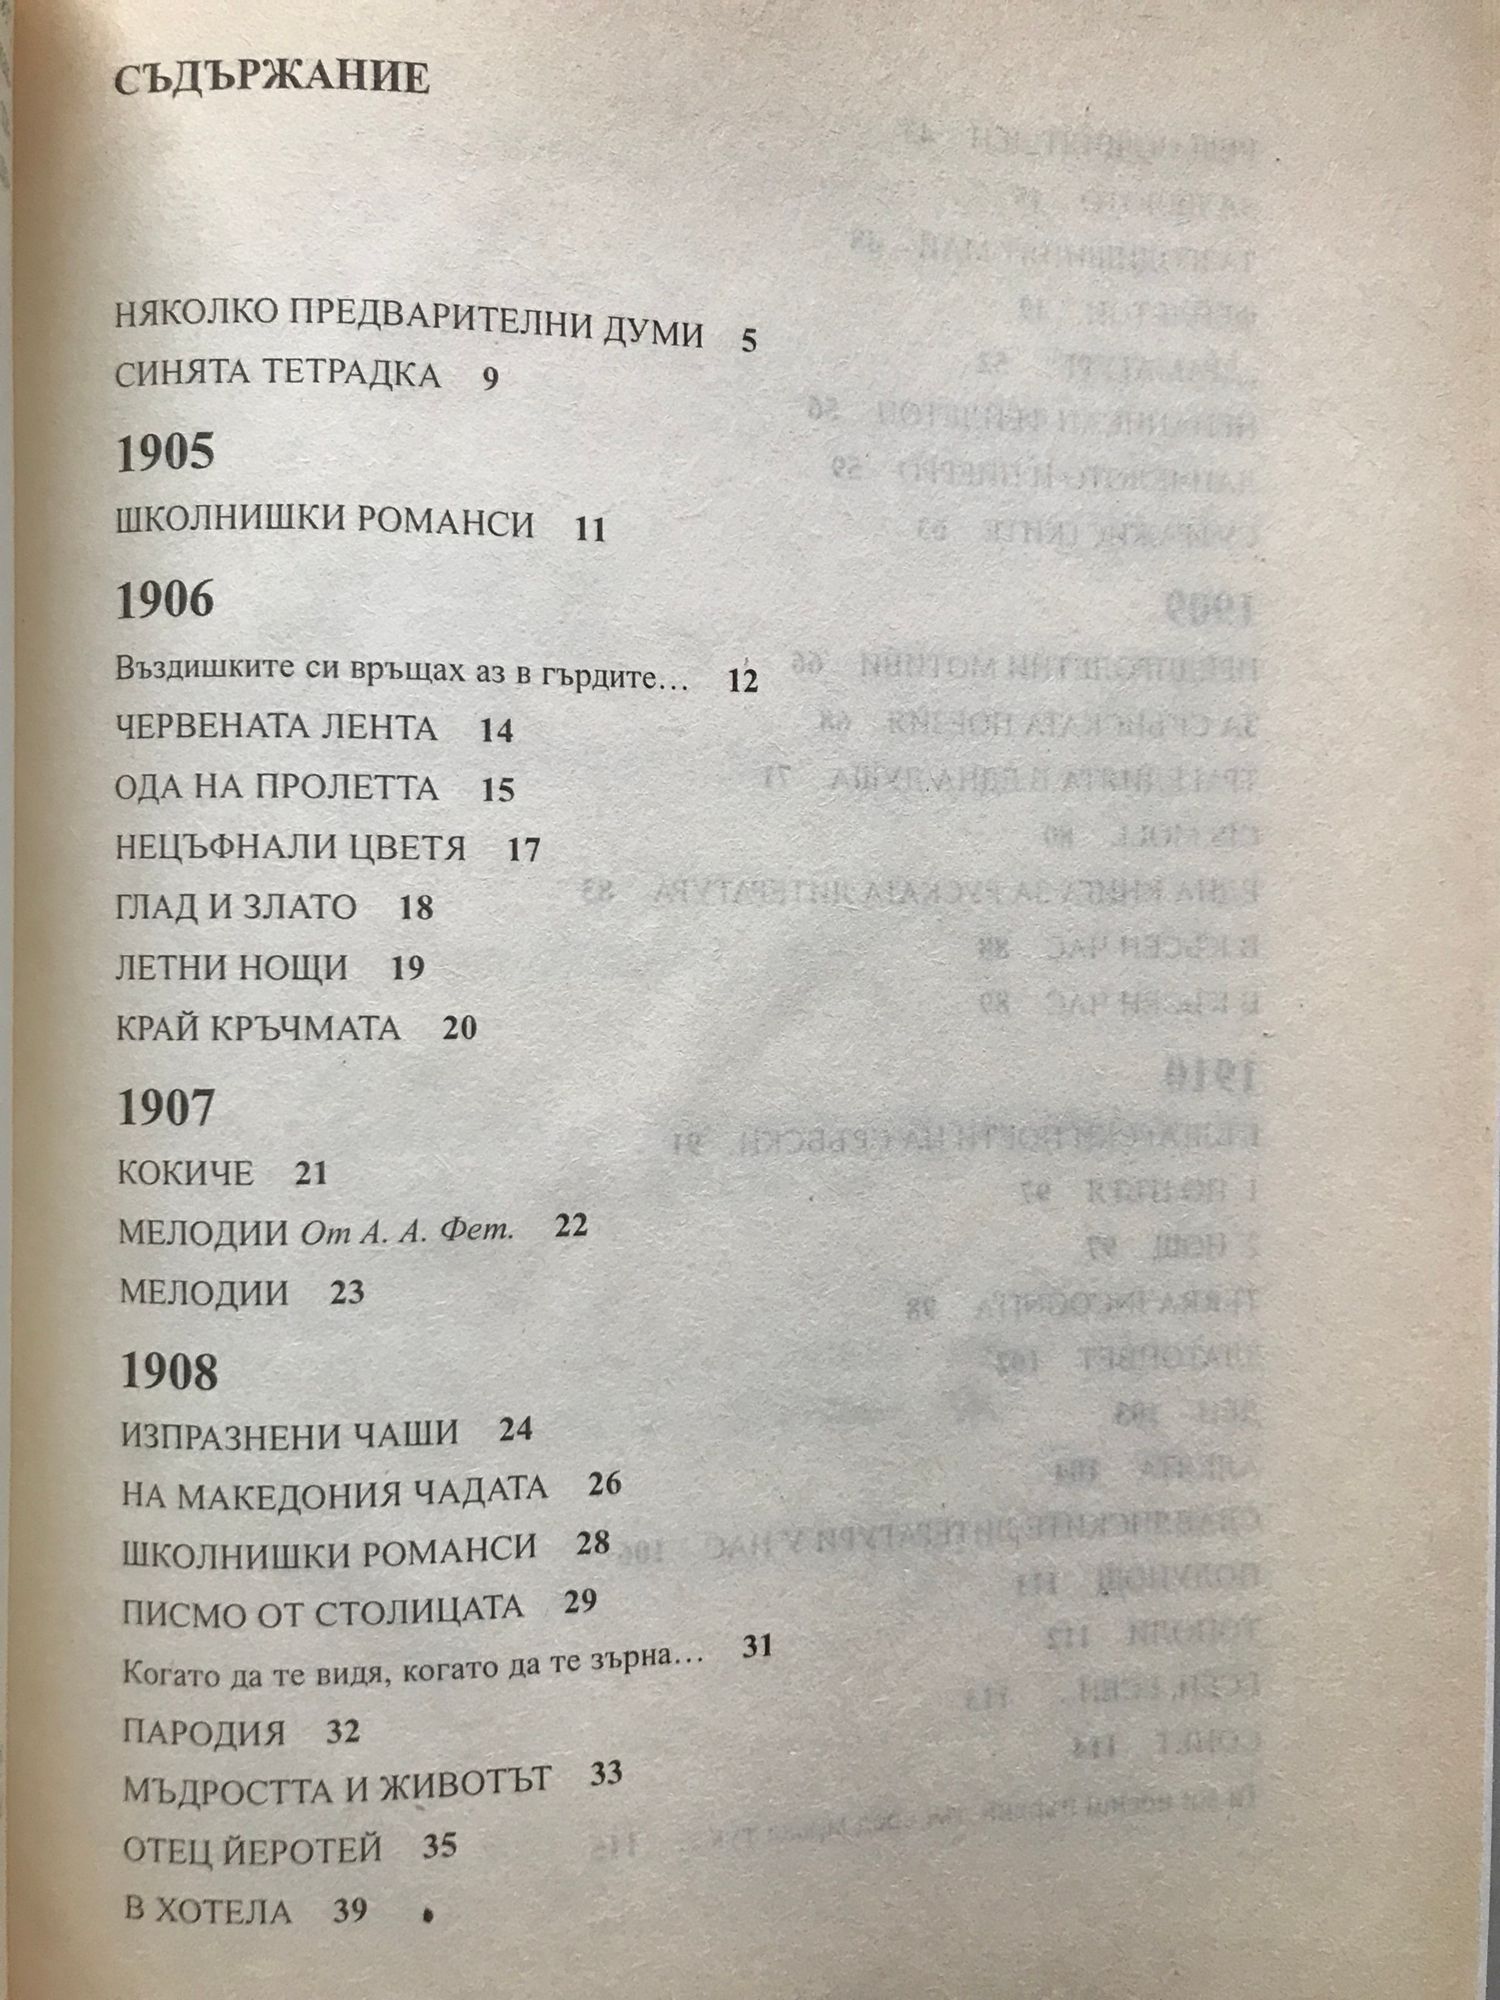 СЪДЪРЖАНИЕ
НЯКОЛКО ПРЕДВАРИТЕЛНИ ДУМИ 5
СИНЯТА ТЕТРАДКА 9
1905
ШКОЛНИШКИ РОМАНСИ 11
1906
Въздишките си връщах аз в гърдите... 12
ЧЕРВЕНАТА ЛЕНТА 14
ОДА НА ПРОЛЕТТА 15
НЕЦЪФНАЛИ ЦВЕТЯ 17
ГЛАД И ЗЛАТО 18
ЛЕТНИ НОЩИ 19
КРАЙ КРЪЧМАТА 20
1907
КОКИЧЕ 21
МЕЛОДИИ От А. А. Фет. 22
МЕЛОДИИ 23
1908
ИЗПРАЗНЕНИ ЧАШИ 24
НА МАКЕДОНИЯ ЧАДАТА 26
ШКОЛНИШКИ РОМАНСИ 28
ПИСМО ОТ СТОЛИЦАТА 29
Когато да те видя, когато да те зърна... 31
ПАРОДИЯ 32
МЪДРОСТТА И ЖИВОТЪТ 33
ОТЕЦ ЙЕРОТЕЙ 35
В ХОТЕЛА 39